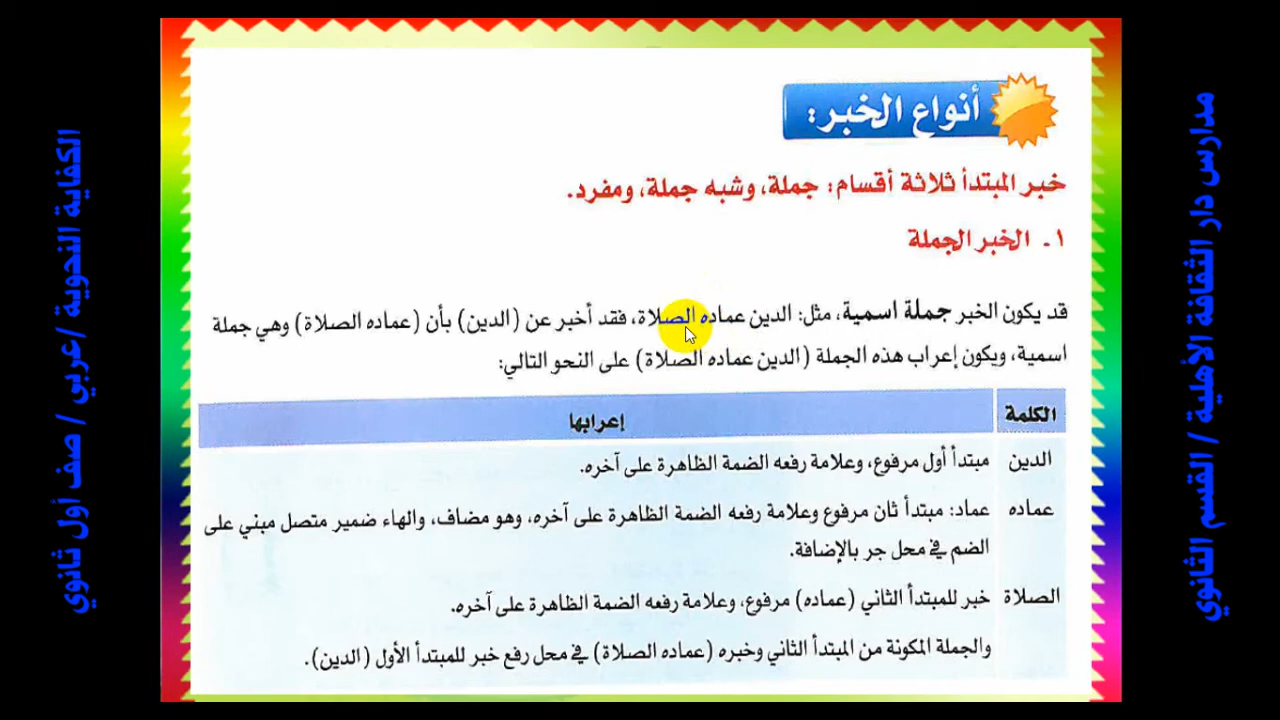 أنواع الخبر:
خبر المبتدأ ثلاثة أقسام: جملة، وشبه جملة، ومفرد.
١ - الخبر الجملة
قد يكون الخبر جملة اسمية، مثل: الدين عماده الصلاة، فقد أخبر عن (الدين) بأن (عماده الصلاة) وهي جملة
اسمية، ويكون إعراب هذه الجملة (الدين عماده الصلاة) على النحو التالي:
الكلمة إعرابها
الدين مبتدأ أول مرفوع، وعلامة رفعه الضمة الظاهرة على آخره.
عماده عماد: مبتدأ ثان مرفوع وعلامة رفعه الضمة الظاهرة على آخره، وهو مضاف، والهاء ضمير متصل مبني على
الضم في محل جر بالإضافة.
الصلاة خبر للمبتدأ الثاني (عماده) مرفوع، وعلامة رفعه الضمة الظاهرة على آخره.
والجملة المكونة من المبتدأ الثاني وخبره (عماده الصلاة) في محل رفع خبر للمبتدأ الأول (الدين).
مدارس دار الثقافة الأهلية / القسم الثانوي
الكفاية النحوية /عربي / صف أول ثانوي